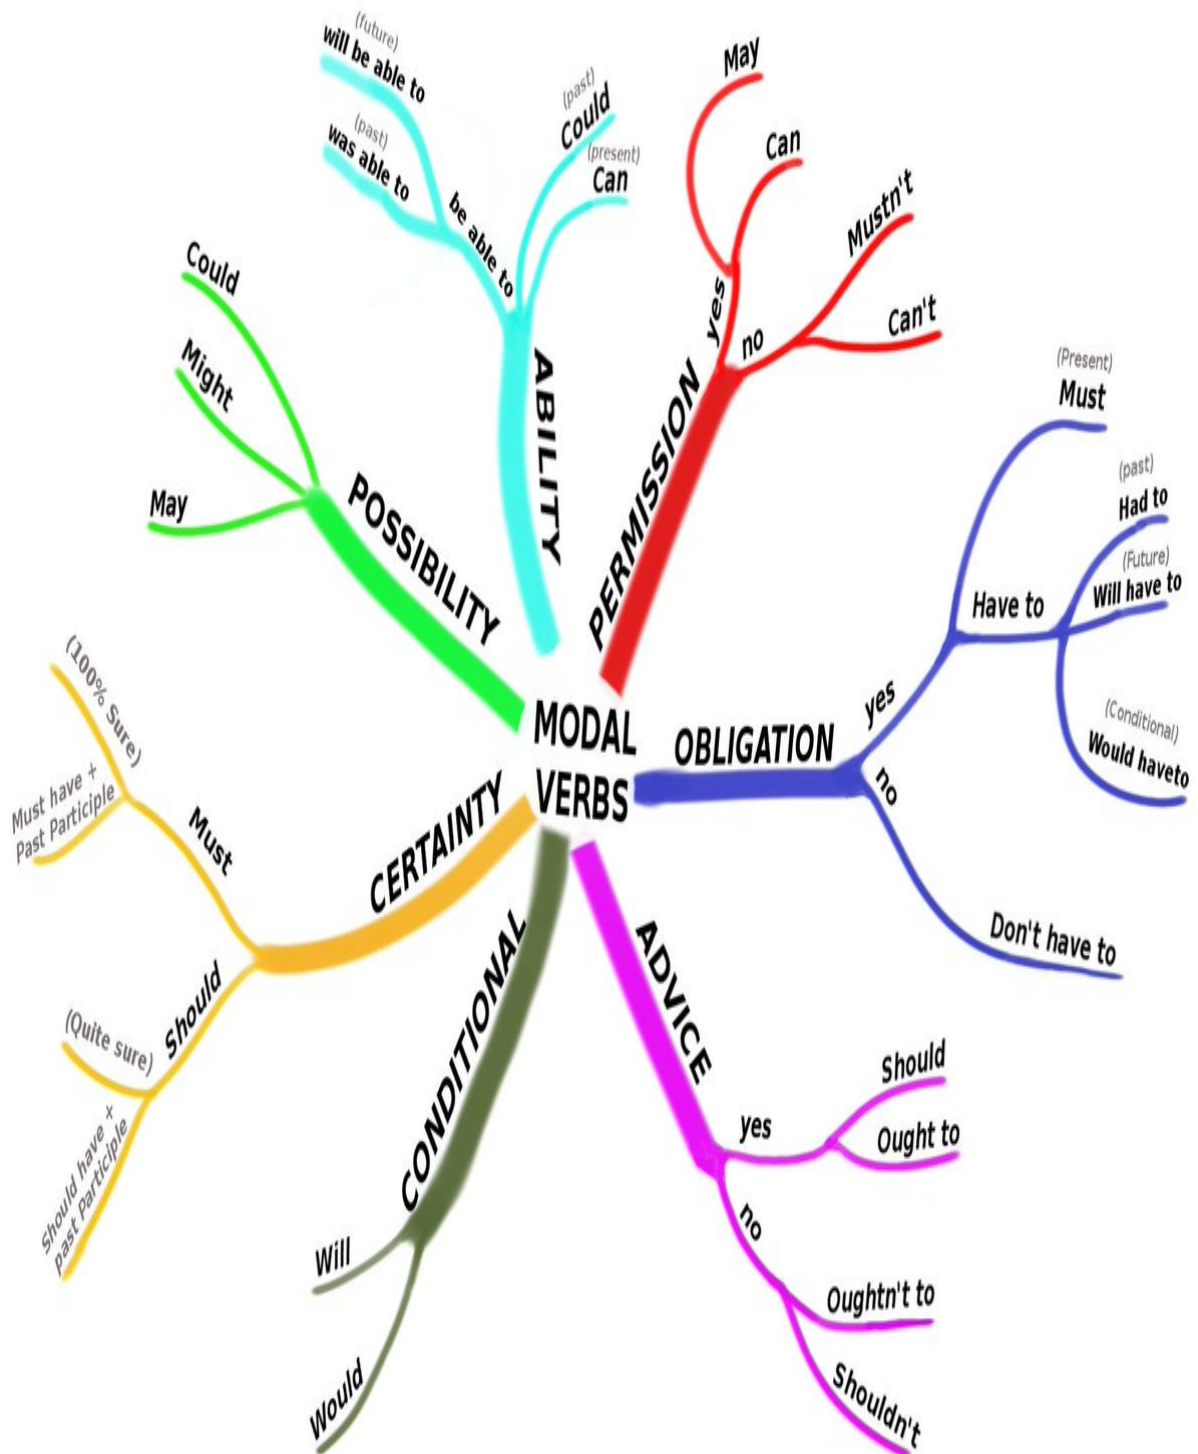 MODAL
VERBS
ABILITY
be able to
(future)
will be able to
(past)
was able to
(past)
Could
(present)
Can
PERMISSION
yes
May
Can
no
Mustn't
Can't
OBLIGATION
yes
(Present)
Must
Have to
(past)
Had to
(Future)
Will have to
(Conditional)
Would haveto
no
Don't have to
ADVICE
yes
Should
Ought to
no
Oughtn't to
Shouldn't
CONDITIONAL
Will
Would
CERTAINTY
Must
(100% Sure)
Must have +
Past Participle
Should
(Quite sure)
Should have +
past Participle
POSSIBILITY
Could
Might
May